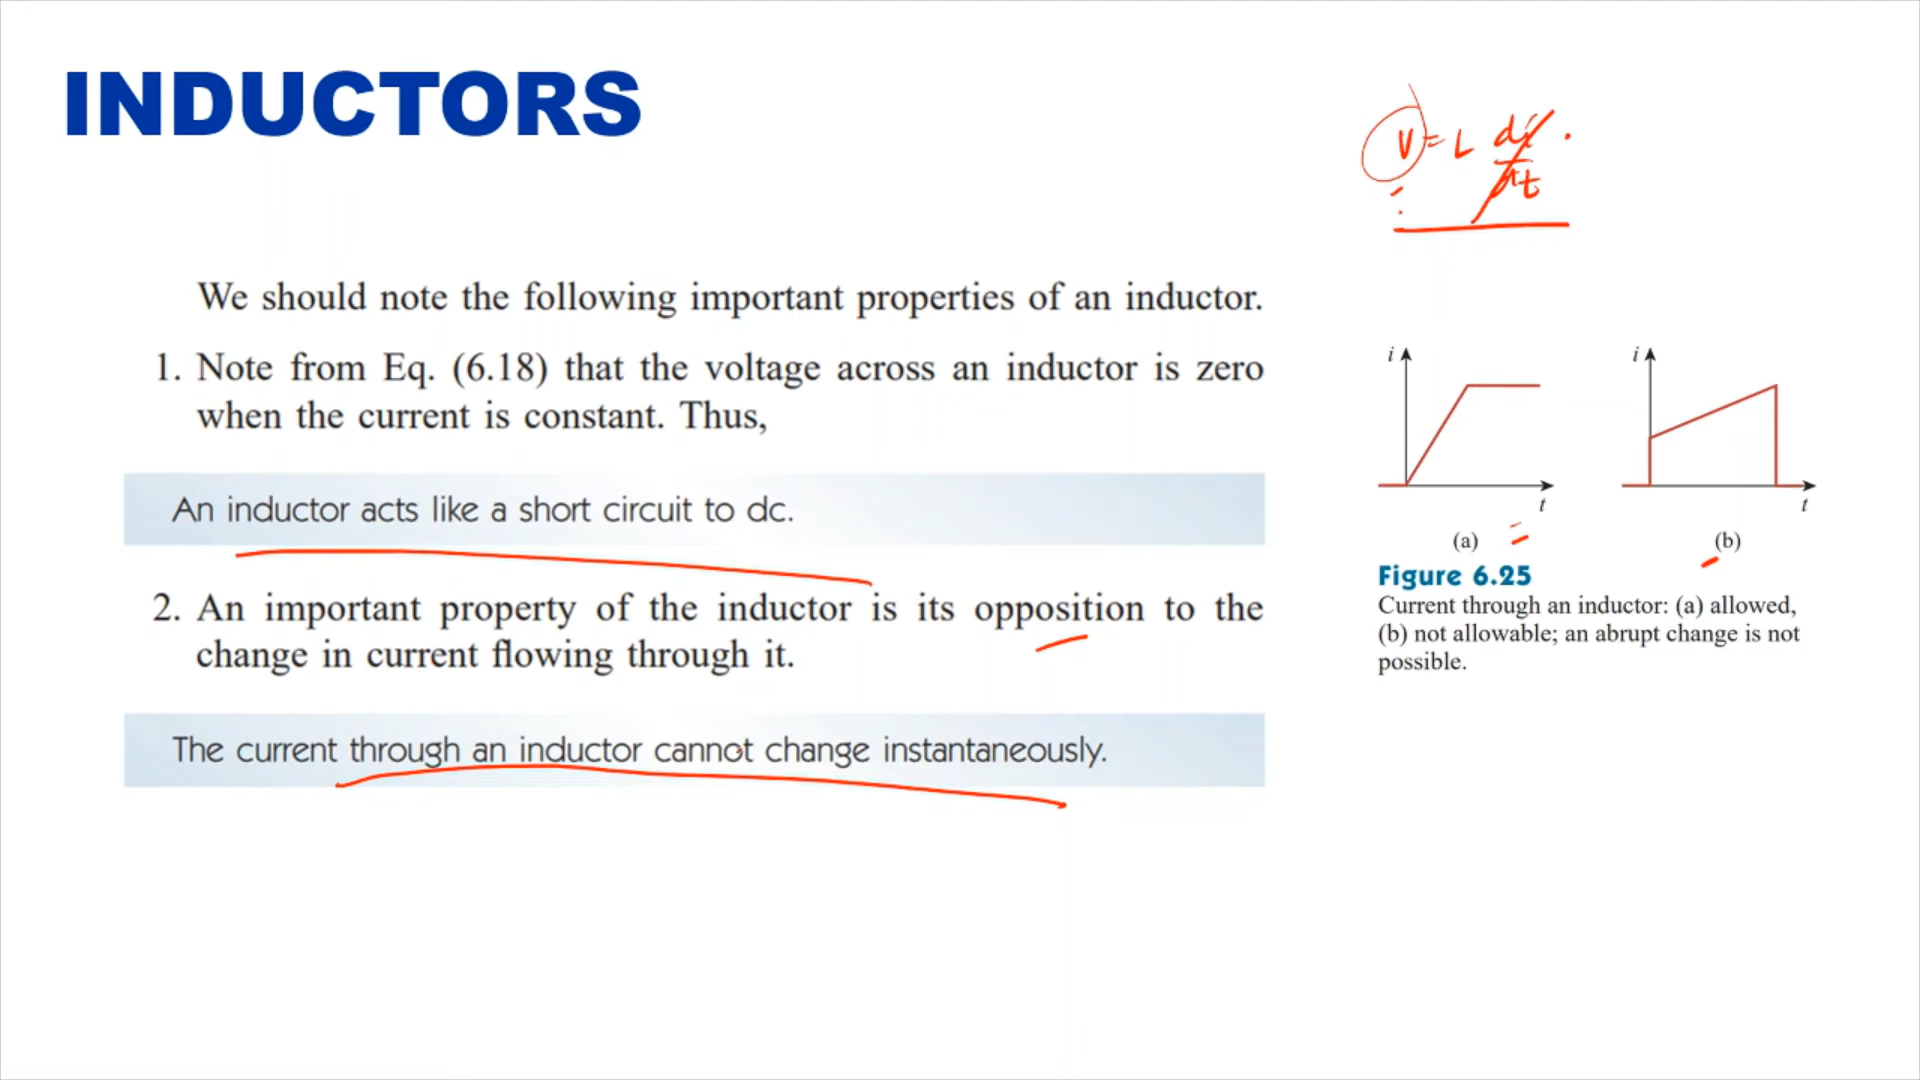 INDUCTORS
V = L di/dt
We should note the following important properties of an inductor.
1. Note from Eq. (6.18) that the voltage across an inductor is zero
when the current is constant. Thus,
An inductor acts like a short circuit to dc.
2. An important property of the inductor is its opposition to the
change in current flowing through it.
The current through an inductor cannot change instantaneously.
i
t
(a)
i
t
(b)
Figure 6.25
Current through an inductor: (a) allowed,
(b) not allowable; an abrupt change is not
possible.